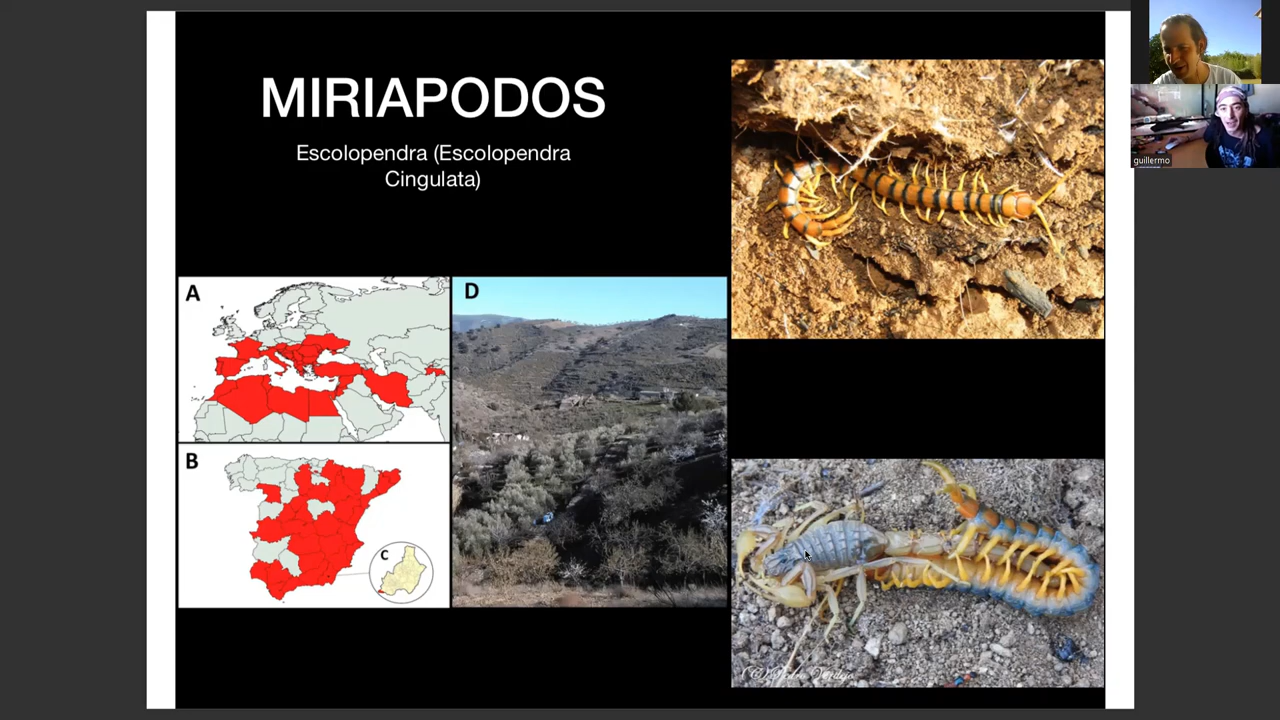 MIRIAPODOS
Escolopendra (Escolopendra
Cingulata)
A
D
B
C
guillermo